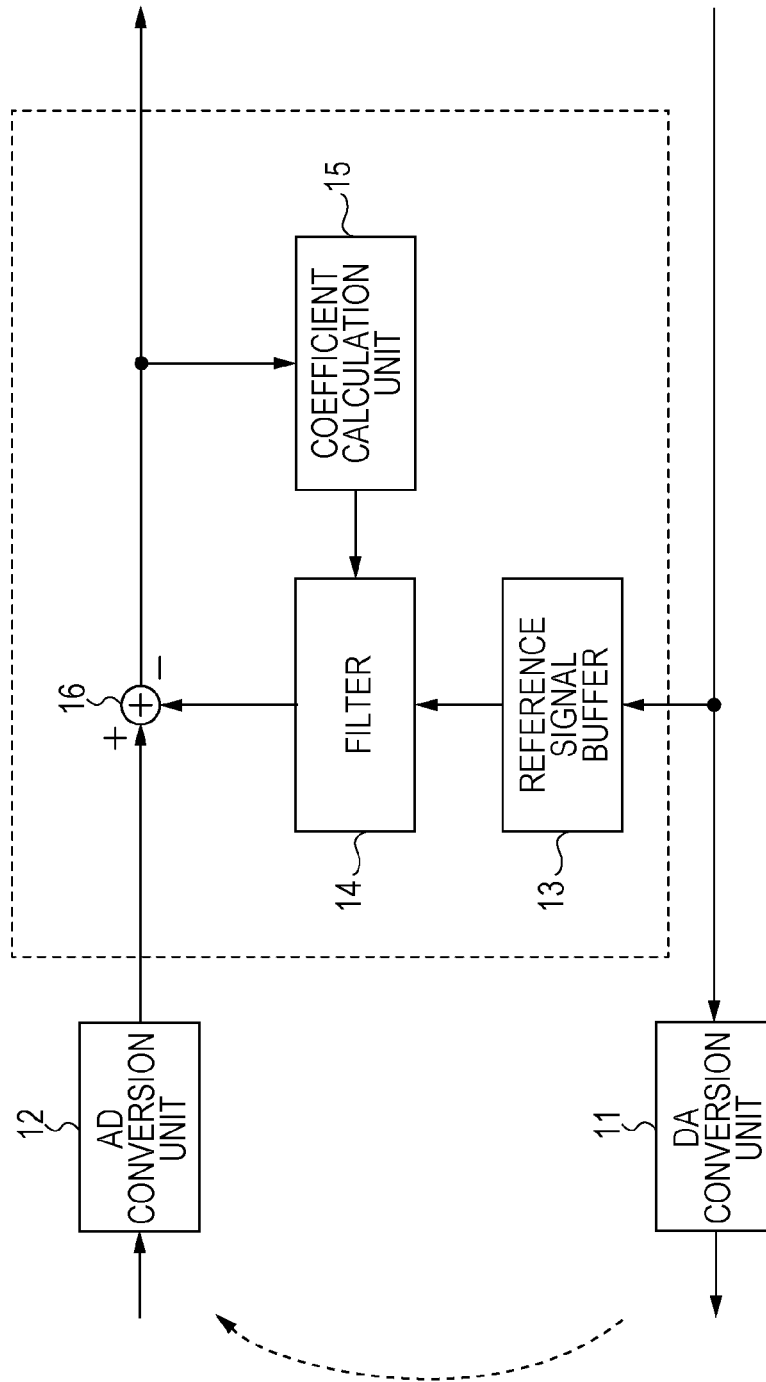 12
AD
CONVERSION
UNIT
16
+
+
−
15
COEFFICIENT
CALCULATION
UNIT
14
FILTER
13
REFERENCE
SIGNAL
BUFFER
11
DA
CONVERSION
UNIT